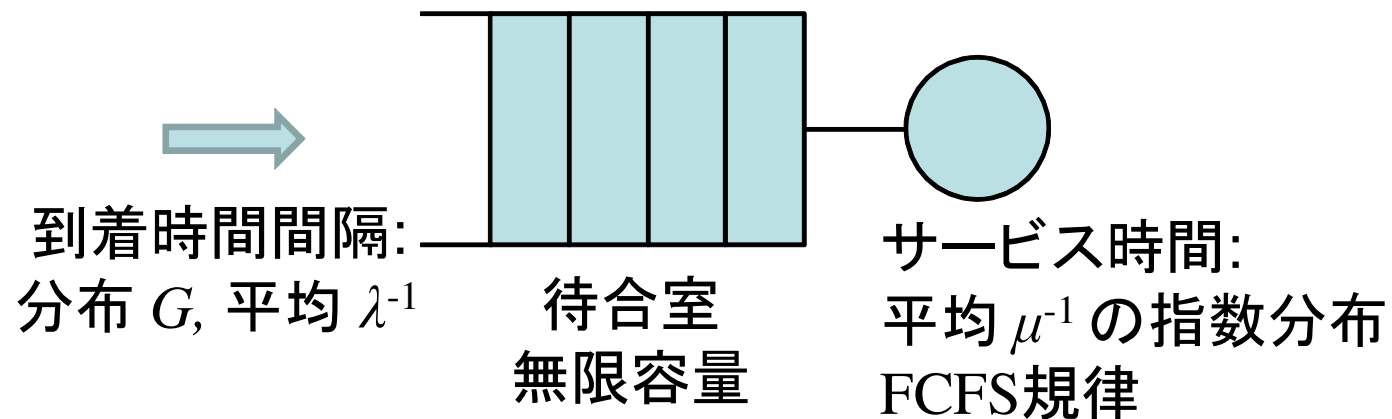 到着時間間隔:
分布 G, 平均 λ-1
待合室
無限容量
サービス時間:
平均 μ-1 の指数分布
FCFS規律